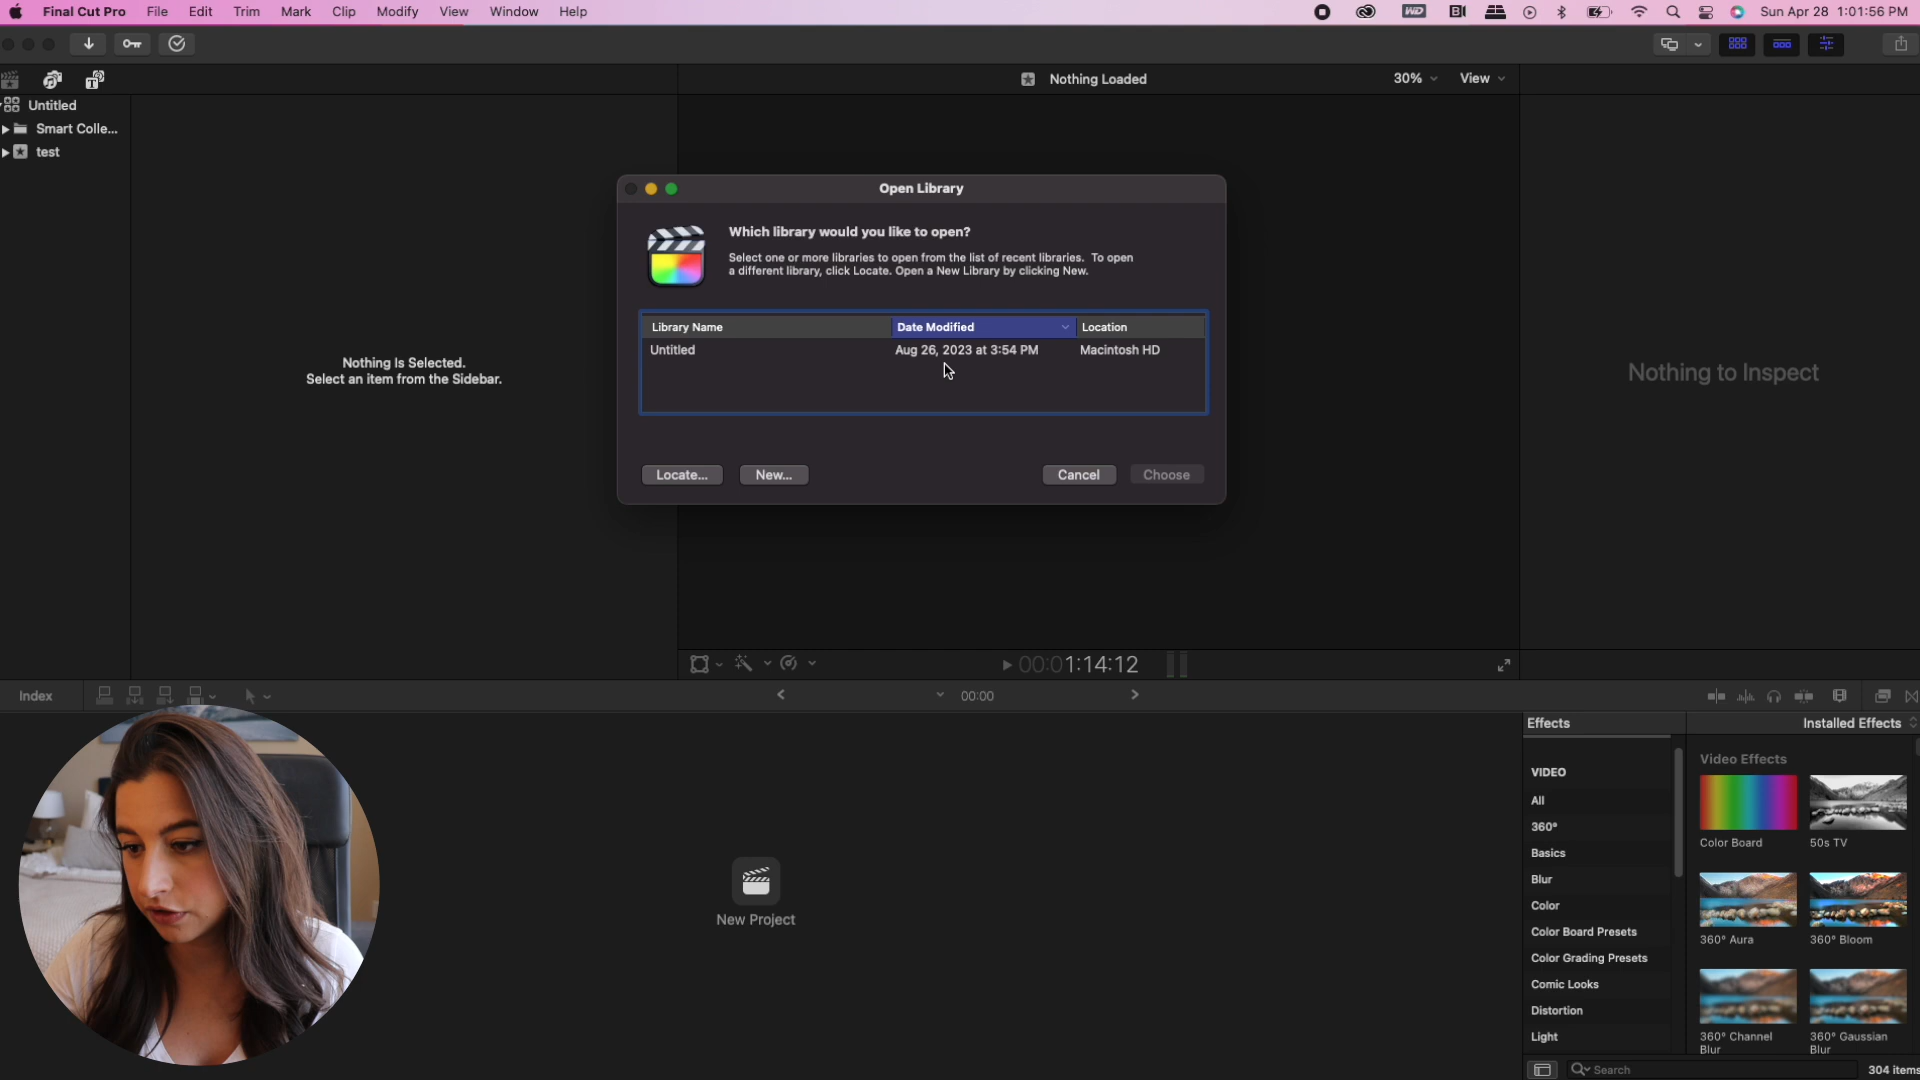 Final Cut Pro File Edit Trim Mark Clip Modify View Window Help
WD Sun Apr 28 1:01:56 PM
Nothing Loaded 30% View
Untitled
Smart Colle...
test
Nothing Is Selected.
Select an item from the Sidebar.
Open Library
Which library would you like to open?
Select one or more libraries to open from the list of recent libraries. To open
a different library, click Locate. Open a New Library by clicking New.
Library Name Date Modified Location
Untitled Aug 26, 2023 at 3:54 PM Macintosh HD
Locate... New... Cancel Choose
Nothing to Inspect
00:01:14:12
Index 00:00
New Project
Effects Installed Effects
VIDEO
All
360°
Basics
Blur
Color
Color Board Presets
Color Grading Presets
Comic Looks
Distortion
Light
Video Effects
Color Board 50s TV
360° Aura 360° Bloom
360° Channel Blur
360° Gaussian Blur
Search 304 items